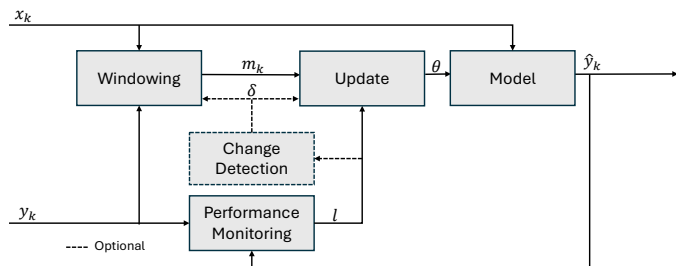 x_k
ŷ_k
m_k
θ
Windowing
Update
Model
δ
Change
Detection
y_k
Performance
Monitoring
l
Optional